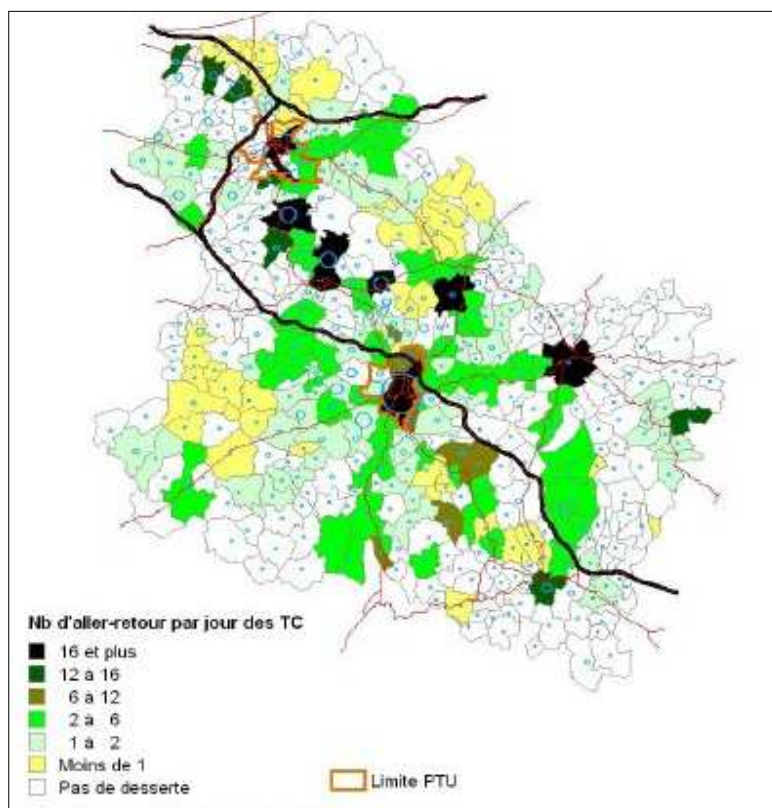 Nb d'aller-retour par jour des TC
16 et plus
12 à 16
6 à 12
2 à 6
1 à 2
Moins de 1
Pas de desserte
Limite PTU